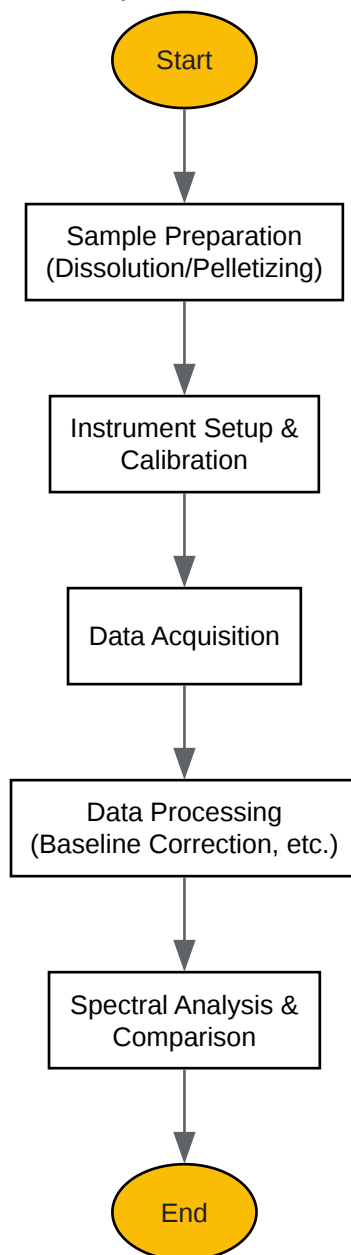 Start
Sample Preparation
(Dissolution/Pelletizing)
Instrument Setup &
Calibration
Data Acquisition
Data Processing
(Baseline Correction, etc.)
Spectral Analysis &
Comparison
End